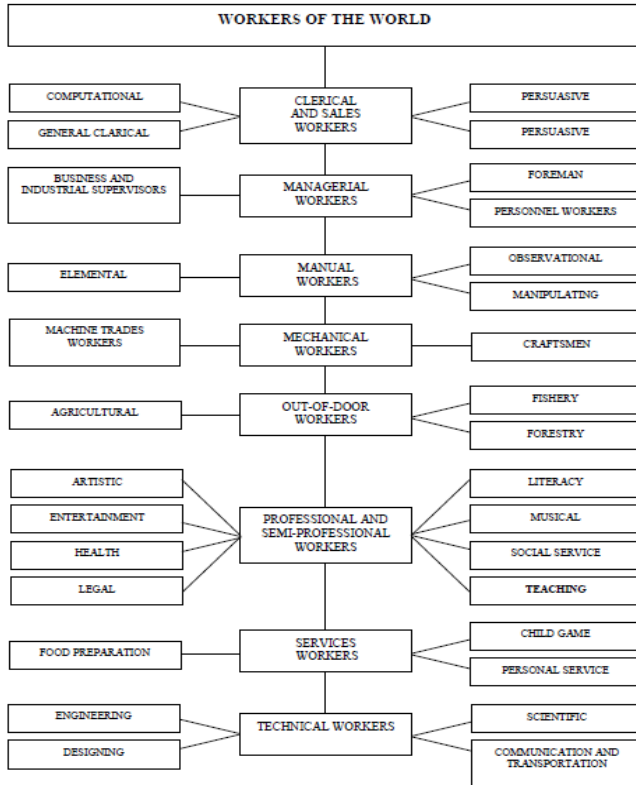 WORKERS OF THE WORLD
COMPUTATIONAL
GENERAL CLARICAL
CLERICAL
AND SALES
WORKERS
PERSUASIVE
PERSUASIVE
BUSINESS AND
INDUSTRIAL SUPERVISORS
MANAGERIAL
WORKERS
FOREMAN
PERSONNEL WORKERS
ELEMENTAL
MANUAL
WORKERS
OBSERVATIONAL
MANIPULATING
MACHINE TRADES
WORKERS
MECHANICAL
WORKERS
CRAFTSMEN
AGRICULTURAL
OUT-OF-DOOR
WORKERS
FISHERY
FORESTRY
ARTISTIC
ENTERTAINMENT
HEALTH
LEGAL
PROFESSIONAL AND
SEMI-PROFESSIONAL
WORKERS
LITERACY
MUSICAL
SOCIAL SERVICE
TEACHING
FOOD PREPARATION
SERVICES
WORKERS
CHILD GAME
PERSONAL SERVICE
ENGINEERING
DESIGNING
TECHNICAL WORKERS
SCIENTIFIC
COMMUNICATION AND
TRANSPORTATION